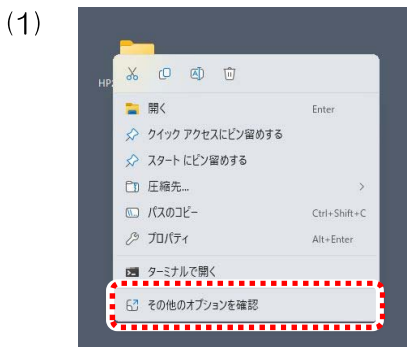 (1)
HP
開く Enter
クイック アクセスにピン留めする
スタート にピン留めする
圧縮先...
パスのコピー Ctrl+Shift+C
プロパティ Alt+Enter
ターミナルで開く
その他のオプションを確認